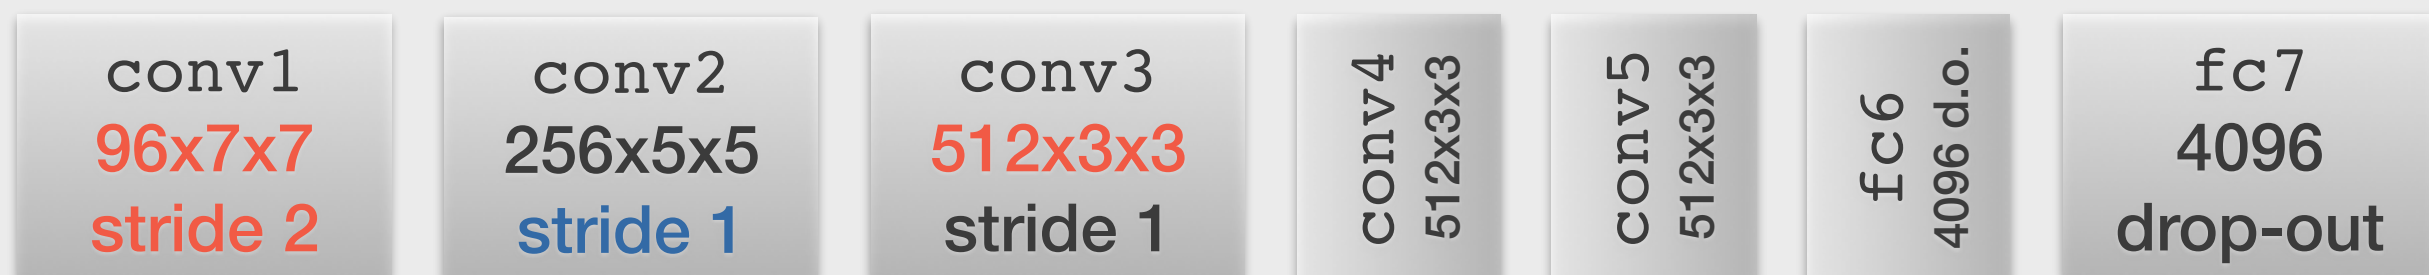 conv1
96x7x7
stride 2
conv2
256x5x5
stride 1
conv3
512x3x3
stride 1
conv4
512x3x3
conv5
512x3x3
fc6
4096 d.o.
fc7
4096
drop-out